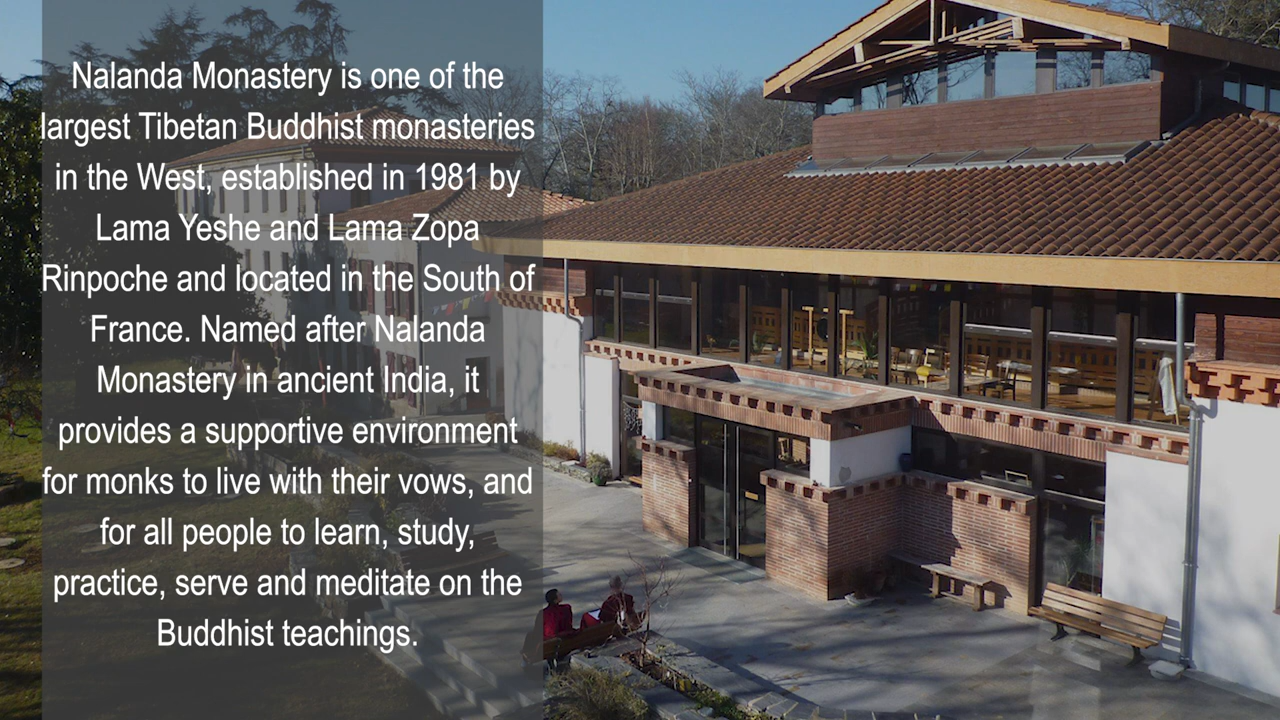 Nalanda Monastery is one of the
largest Tibetan Buddhist monasteries
in the West, established in 1981 by
Lama Yeshe and Lama Zopa
Rinpoche and located in the South of
France. Named after Nalanda
Monastery in ancient India, it
provides a supportive environment
for monks to live with their vows, and
for all people to learn, study,
practice, serve and meditate on the
Buddhist teachings.